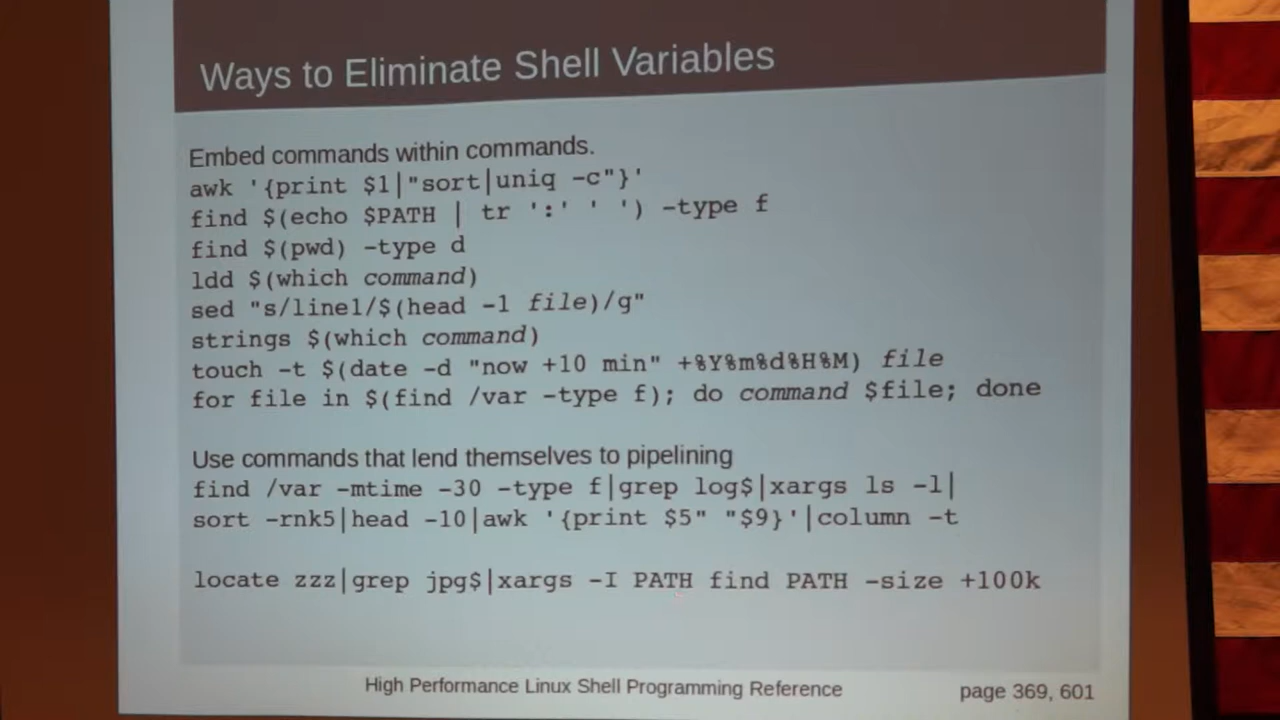 Ways to Eliminate Shell Variables
Embed commands within commands.
awk '{print $1|"sort|uniq -c"}'
find $(echo $PATH | tr ':' ' ') -type f
find $(pwd) -type d
ldd $(which command)
sed "s/line1/$(head -1 file)/g"
strings $(which command)
touch -t $(date -d "now +10 min" +%Y%m%d%H%M) file
for file in $(find /var -type f); do command $file; done
Use commands that lend themselves to pipelining
find /var -mtime -30 -type f|grep log$|xargs ls -l|
sort -rnk5|head -10|awk '{print $5" "$9}'|column -t
locate zzz|grep jpg$|xargs -I PATH find PATH -size +100k
High Performance Linux Shell Programming Reference
page 369, 601